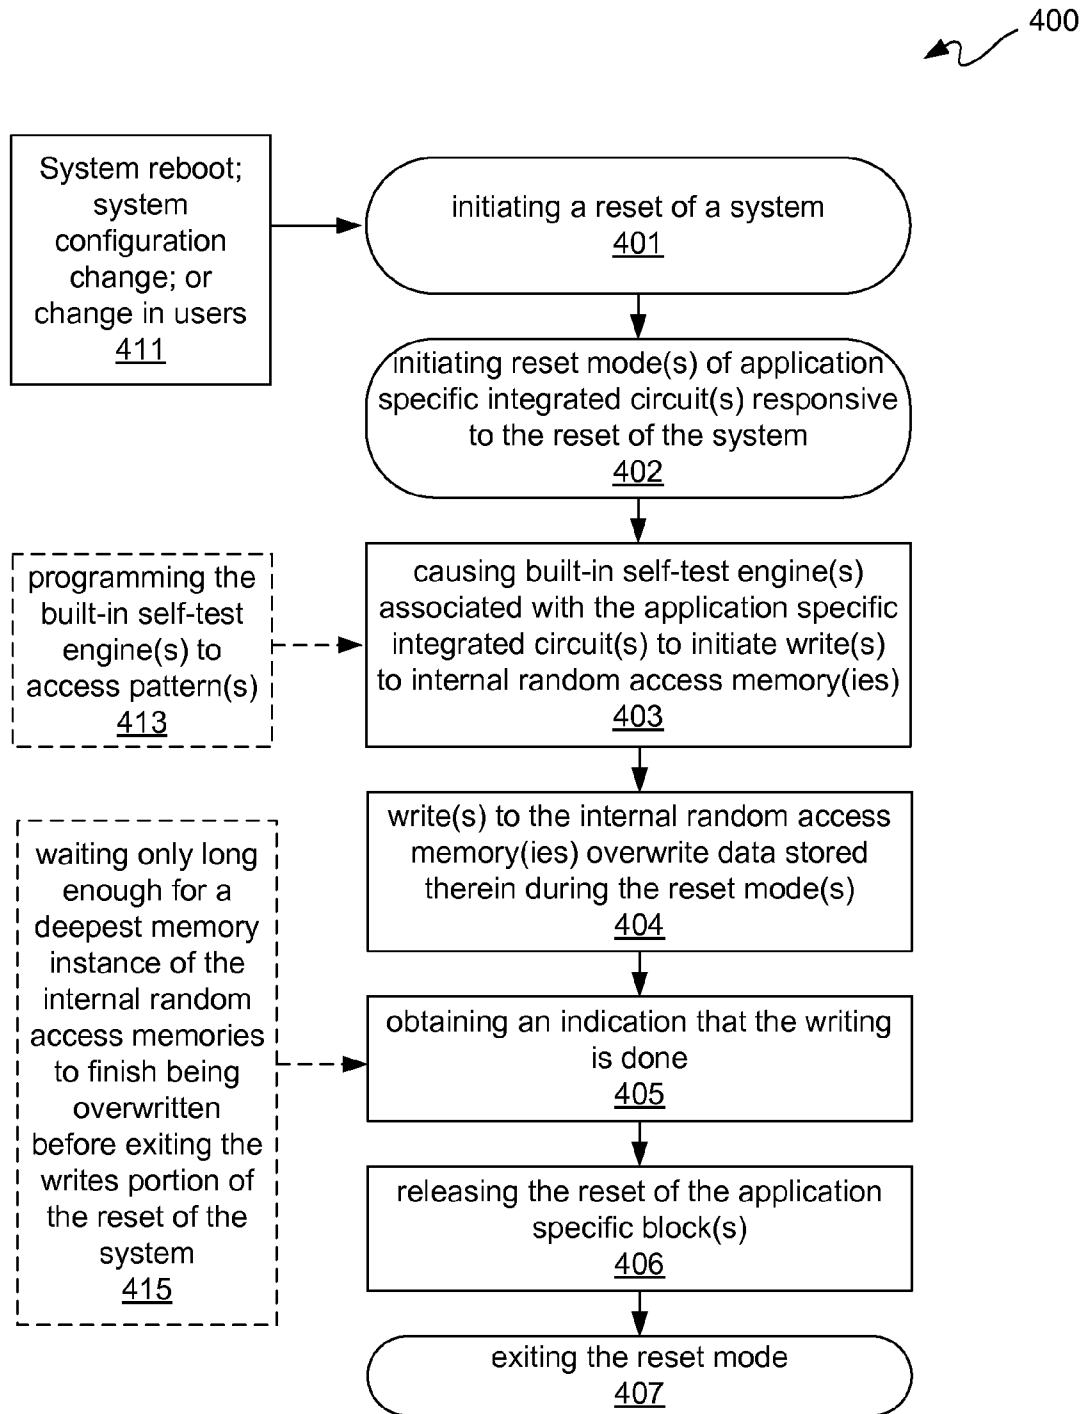 400
System reboot;
system
configuration
change; or
change in users
411
initiating a reset of a system
401
initiating reset mode(s) of application
specific integrated circuit(s) responsive
to the reset of the system
402
programming the
built-in self-test
engine(s) to
access pattern(s)
413
causing built-in self-test engine(s)
associated with the application specific
integrated circuit(s) to initiate write(s)
to internal random access memory(ies)
403
write(s) to the internal random access
memory(ies) overwrite data stored
therein during the reset mode(s)
404
waiting only long
enough for a
deepest memory
instance of the
internal random
access memories
to finish being
overwritten
before exiting the
writes portion of
the reset of the
system
415
obtaining an indication that the writing
is done
405
releasing the reset of the application
specific block(s)
406
exiting the reset mode
407